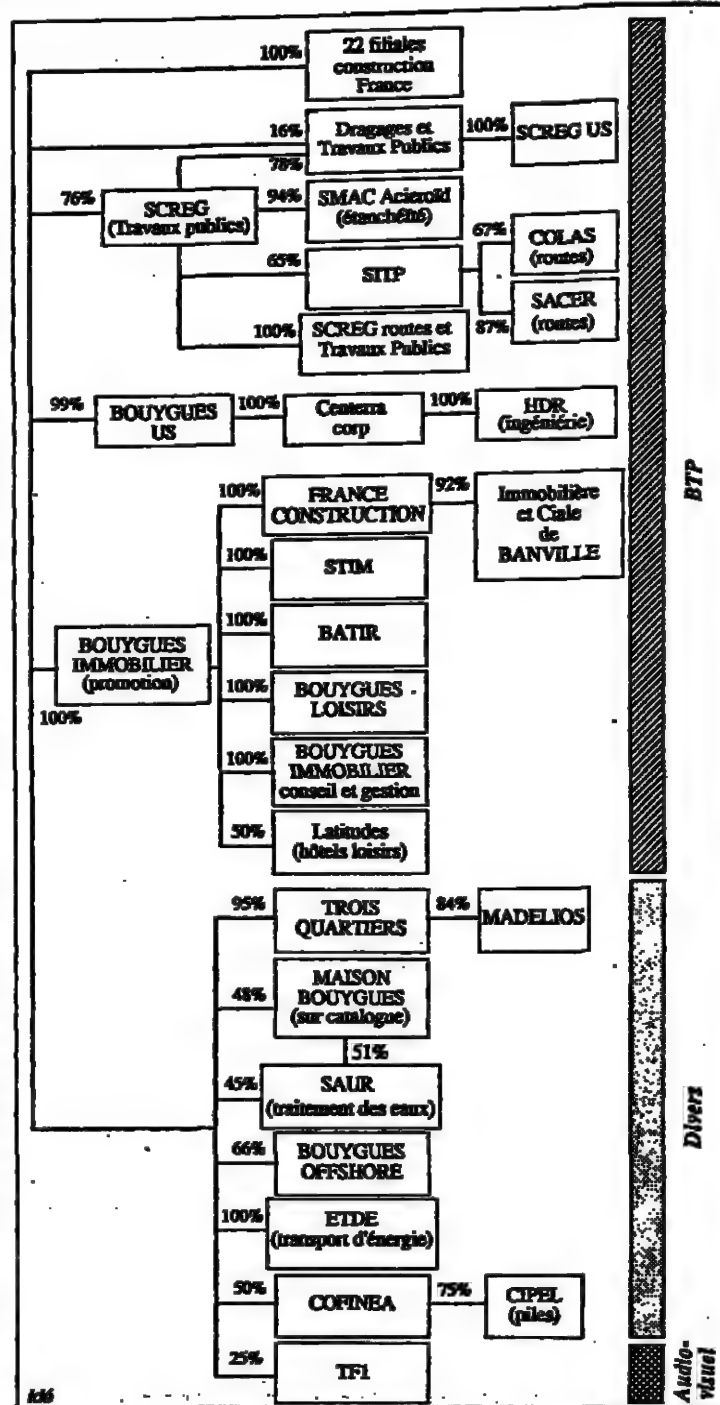 100%
22 filiales
construction
France
16%
Dragages et
Travaux Publics
100%
SCREG US
78%
76%
SCREG
(Travaux publics)
94%
SMAC Acieroïd
(étanchéité)
65%
SITP
67%
COLAS
(routes)
87%
SACER
(routes)
100%
SCREG routes et
Travaux Publics
99%
BOUYGUES
US
100%
Centerra
corp
100%
HDR
(ingéniérie)
BTP
100%
FRANCE
CONSTRUCTION
92%
Immobilière
et Ciale
de
BANVILLE
100%
STIM
100%
BATIR
BOUYGUES
IMMOBILIER
(promotion)
100%
100%
BOUYGUES
LOISIRS
100%
BOUYGUES
IMMOBILIER
conseil et gestion
50%
Latitudes
(hôtels loisirs)
95%
TROIS
QUARTIERS
84%
MADELIOS
48%
MAISON
BOUYGUES
(sur catalogue)
51%
45%
SAUR
(traitement des eaux)
Divers
66%
BOUYGUES
OFFSHORE
100%
ETDE
(transport d'énergie)
50%
COFINEA
75%
CIPEL
(piles)
25%
TF1
Audio-
visuel
idé